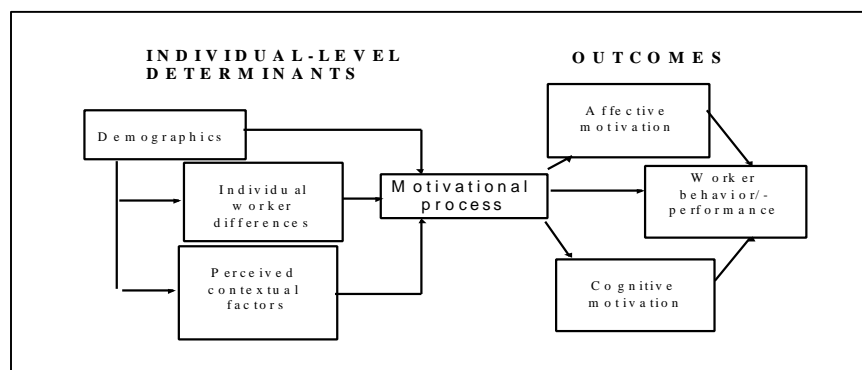 INDIVIDUAL-LEVEL
DETERMINANTS
OUTCOMES
Demographics
Individual
worker
differences
Perceived
contextual
factors
Motivational
process
Affective
motivation
Worker
behavior/-
performance
Cognitive
motivation